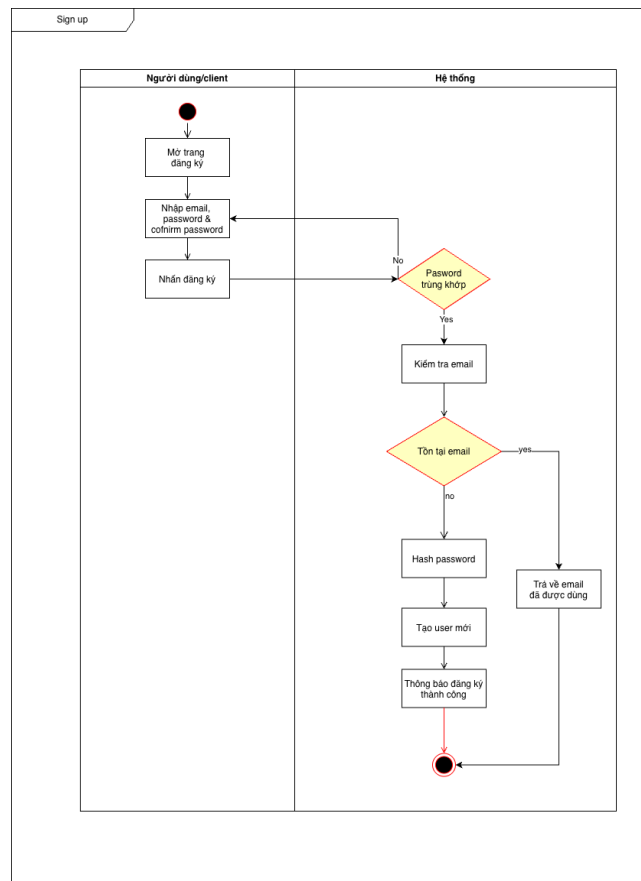 Sign up
Người dùng/client
Hệ thống
Mở trang
đăng ký
Nhập email,
password &
cofnirm password
Nhấn đăng ký
No
Pasword
trùng khớp
Yes
Kiểm tra email
Tồn tại email
yes
no
Hash password
Trả về email
đã được dùng
Tạo user mới
Thông báo đăng ký
thành công